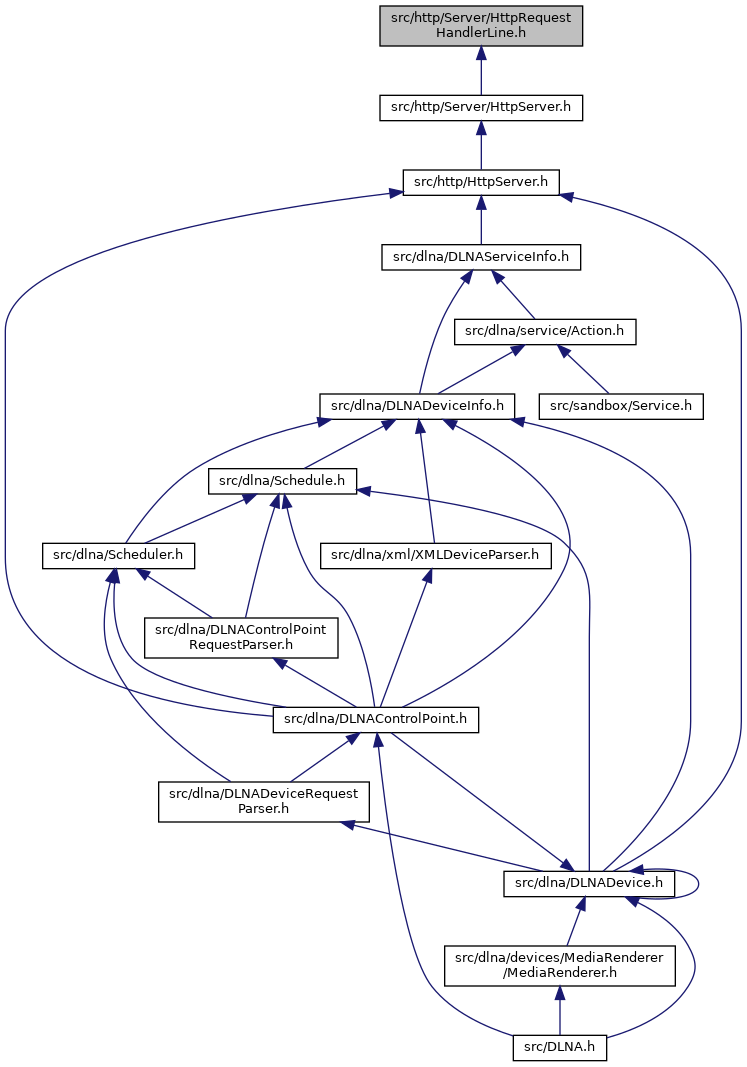 src/http/Server/HttpRequest
HandlerLine.h
src/http/Server/HttpServer.h
src/http/HttpServer.h
src/dlna/DLNAServiceInfo.h
src/dlna/service/Action.h
src/dlna/DLNADeviceInfo.h
src/sandbox/Service.h
src/dlna/Schedule.h
src/dlna/Scheduler.h
src/dlna/xml/XMLDeviceParser.h
src/dlna/DLNAControlPoint
RequestParser.h
src/dlna/DLNAControlPoint.h
src/dlna/DLNADeviceRequest
Parser.h
src/dlna/DLNADevice.h
src/dlna/devices/MediaRenderer
/MediaRenderer.h
src/DLNA.h